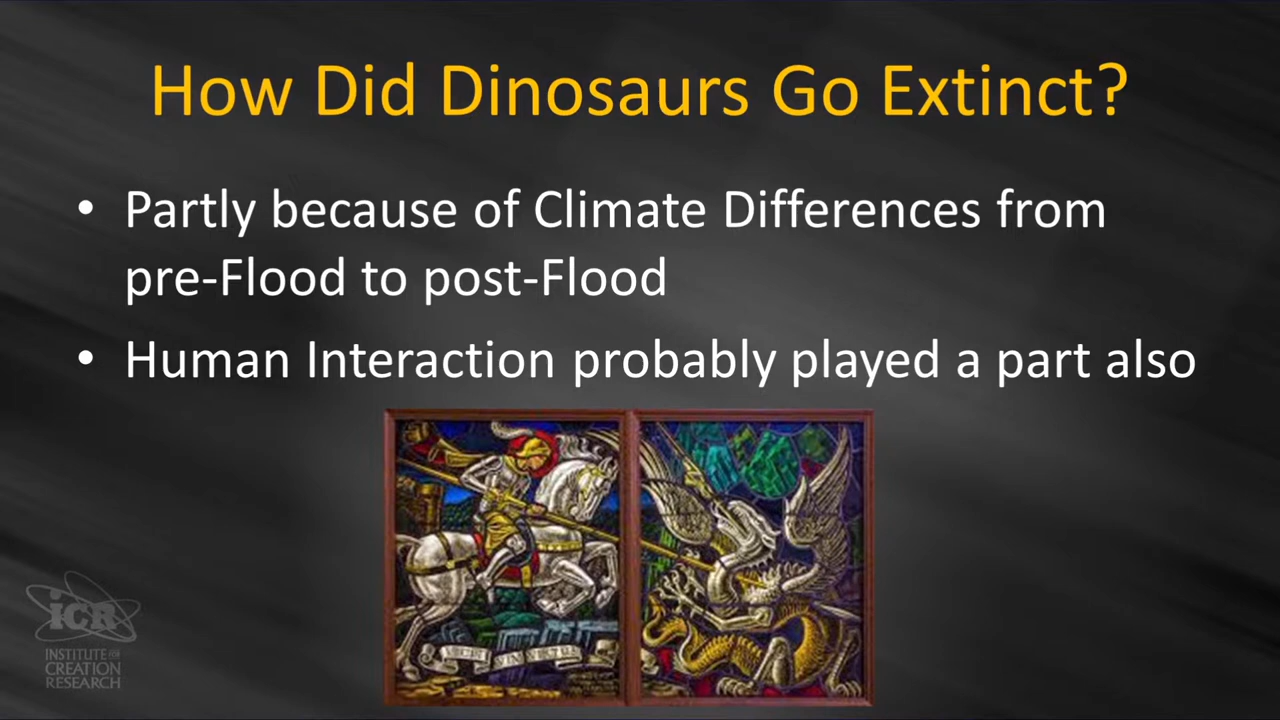 How Did Dinosaurs Go Extinct?
• Partly because of Climate Differences from
pre-Flood to post-Flood
• Human Interaction probably played a part also
iCR
INSTITUTE for
CREATION
RESEARCH